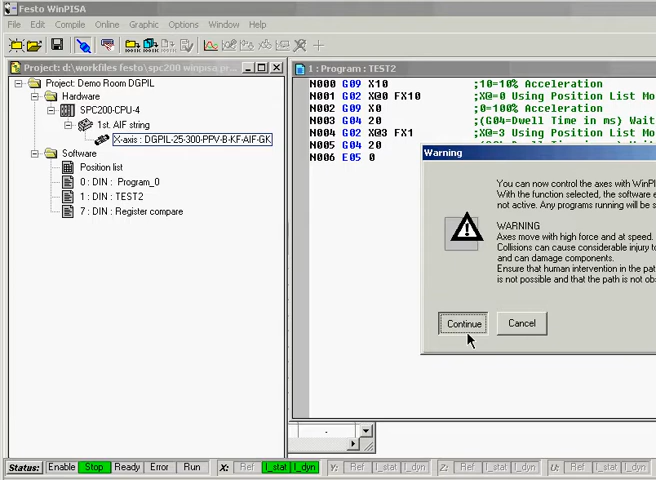 Festo WinPISA
File Edit Compile Online Graphic Options Window Help
Project: d:\workfiles festo\spc200 winpisa pr...
Project: Demo Room DGPIL
Hardware
SPC200-CPU-4
1st. AIF string
X-axis : DGPIL-25-300-PPV-B-KF-AIF-GK
Software
Position list
0 : DIN : Program_0
1 : DIN : TEST2
7 : DIN : Register compare
1 : Program : TEST2
N000 G09 X10 ;10=10% Acceleration
N001 G02 X@0 FX10 ;X@=0 Using Position List Mo
N002 G09 X0 ;0=100% Acceleration
N003 G04 20 ;(G04=Dwell Time in ms) Wait
N004 G02 X@3 FX1 ;X@=3 Using Position List Mo
N005 G04 20
N006 E05 0
Warning
You can now control the axes with WinPI
With the function selected, the software e
not active. Any programs running will be s
WARNING
Axes move with high force and at speed.
Collisions can cause considerable injury to
and can damage components.
Ensure that human intervention in the pat
is not possible and that the path is not ob
Continue Cancel
Status: Enable Stop Ready Error Run X: Ref I_stat I_dyn Y: Ref I_stat I_dyn Z: Ref I_stat I_dyn U: Ref I_stat I_dyn